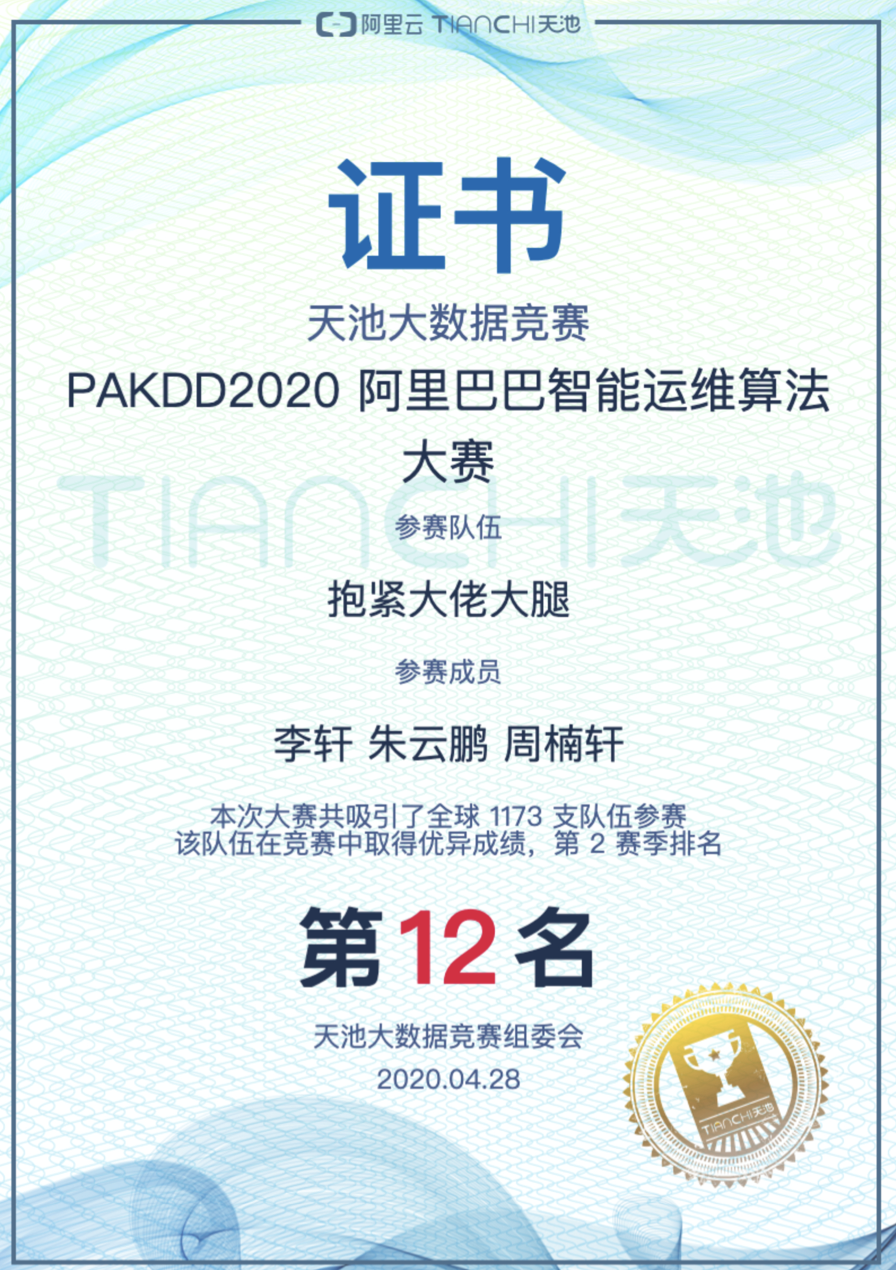 阿里云 TIANCHI天池
证书
天池大数据竞赛
PAKDD2020 阿里巴巴智能运维算法
大赛
TIANCHI天池
参赛队伍
抱紧大佬大腿
参赛成员
李轩 朱云鹏 周楠轩
本次大赛共吸引了全球 1173 支队伍参赛
该队伍在竞赛中取得优异成绩，第 2 赛季排名
第12名
天池大数据竞赛组委会
2020.04.28
TIANCHI天池